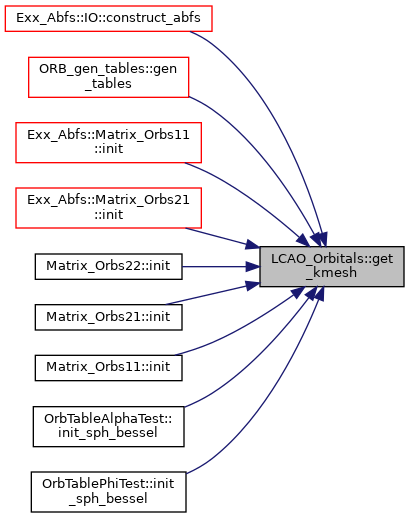 Exx_Abfs::IO::construct_abfs
ORB_gen_tables::gen
_tables
Exx_Abfs::Matrix_Orbs11
::init
Exx_Abfs::Matrix_Orbs21
::init
Matrix_Orbs22::init
Matrix_Orbs21::init
Matrix_Orbs11::init
OrbTableAlphaTest::
init_sph_bessel
OrbTablePhiTest::init
_sph_bessel
LCAO_Orbitals::get
_kmesh